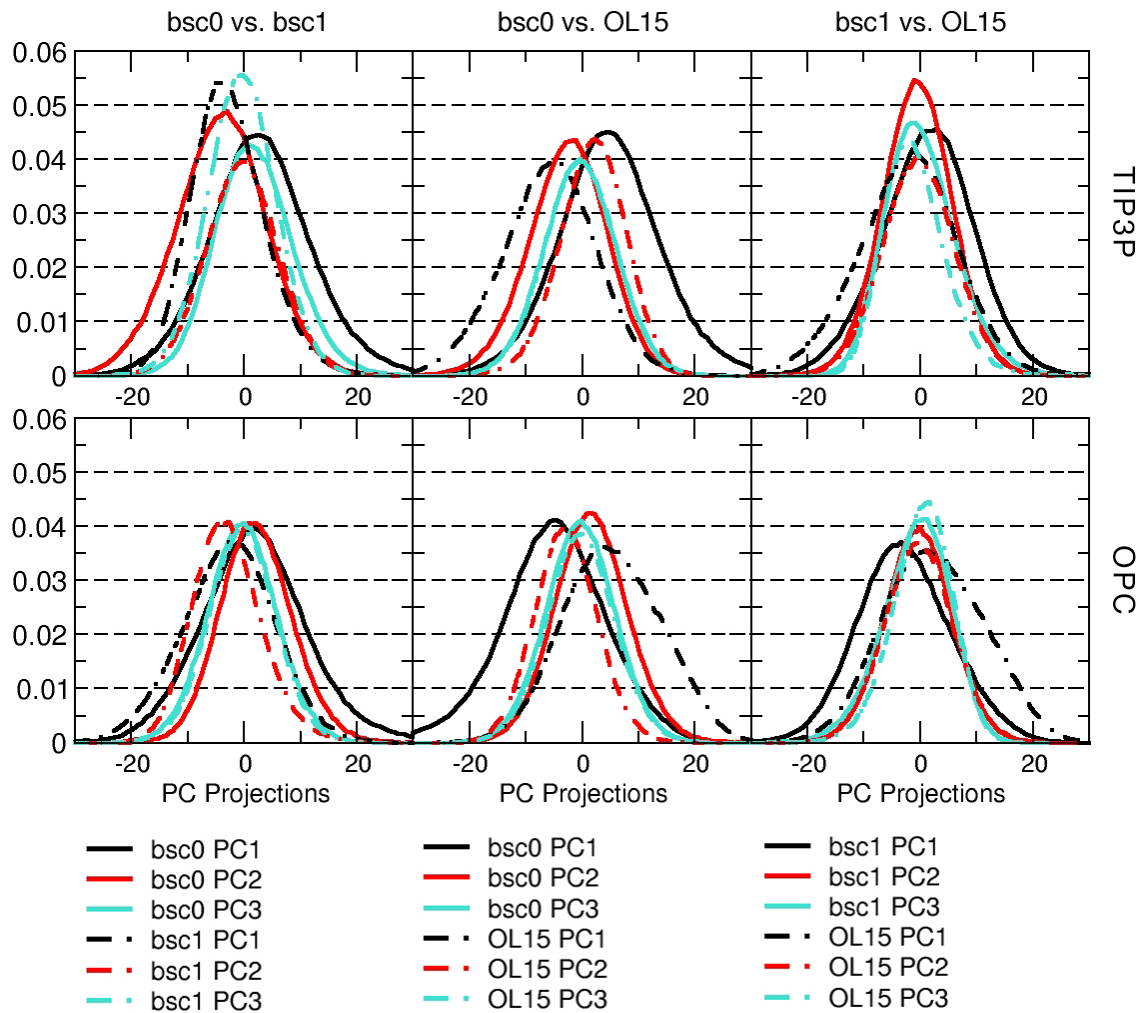 bsc0 vs. bsc1 bsc0 vs. OL15 bsc1 vs. OL15
0.06
0.05
0.04
0.03
0.02
0.01
0
-20 0 20 -20 0 20 -20 0 20
TIP3P
0.06
0.05
0.04
0.03
0.02
0.01
0
-20 0 20 -20 0 20 -20 0 20
OPC
PC Projections PC Projections PC Projections
bsc0 PC1 bsc0 PC1 bsc1 PC1
bsc0 PC2 bsc0 PC2 bsc1 PC2
bsc0 PC3 bsc0 PC3 bsc1 PC3
bsc1 PC1 OL15 PC1 OL15 PC1
bsc1 PC2 OL15 PC2 OL15 PC2
bsc1 PC3 OL15 PC3 OL15 PC3